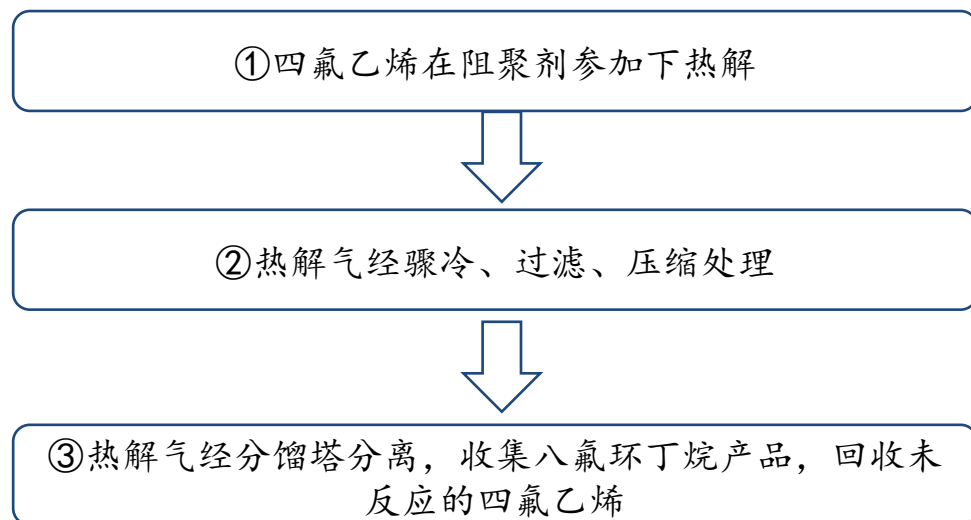 ①四氟乙烯在阻聚剂参加下热解
②热解气经骤冷、过滤、压缩处理
③热解气经分馏塔分离，收集八氟环丁烷产品，回收未
反应的四氟乙烯